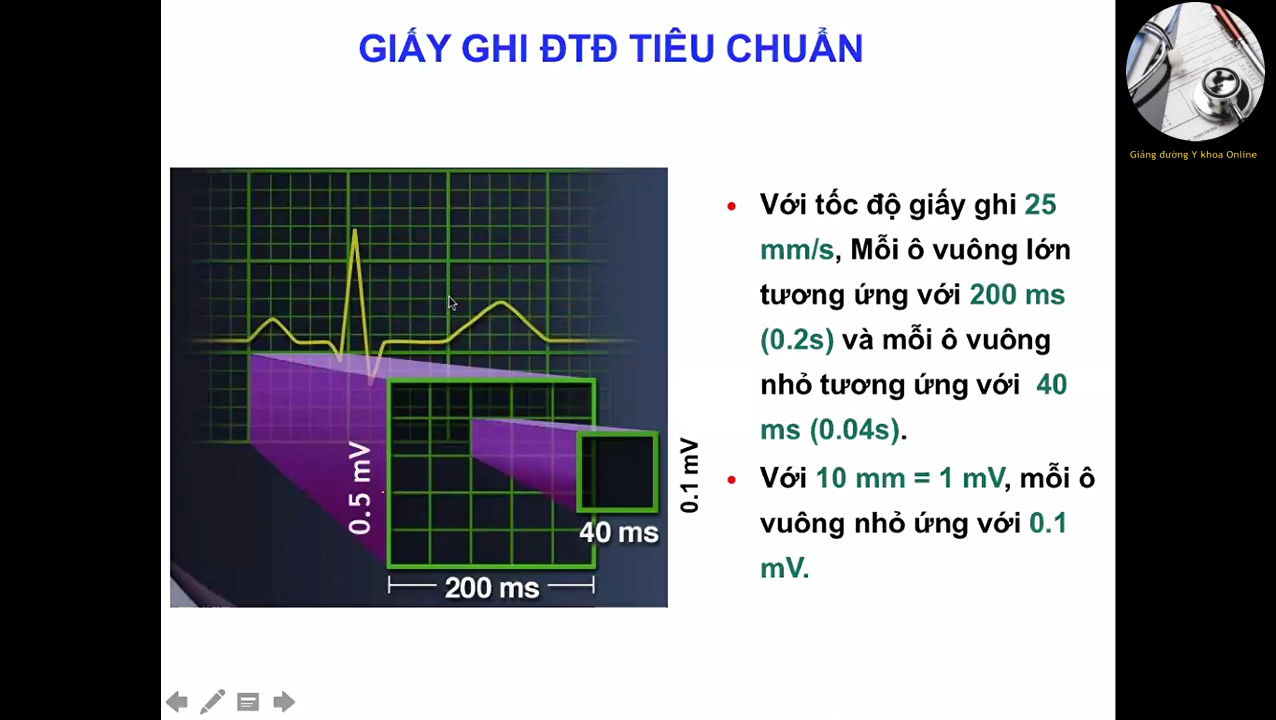 GIẤY GHI ĐTĐ TIÊU CHUẨN
Giảng đường Y khoa Online
Với tốc độ giấy ghi 25
mm/s, Mỗi ô vuông lớn
tương ứng với 200 ms
(0.2s) và mỗi ô vuông
nhỏ tương ứng với 40
ms (0.04s).
Với 10 mm = 1 mV, mỗi ô
vuông nhỏ ứng với 0.1
mV.
0.5 mV
0.1 mV
40 ms
200 ms